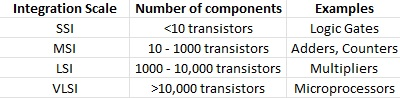 Integration Scale Number of components Examples
SSI <10 transistors Logic Gates
MSI 10 - 1000 transistors Adders, Counters
LSI 1000 - 10,000 transistors Multipliers
VLSI >10,000 transistors Microprocessors